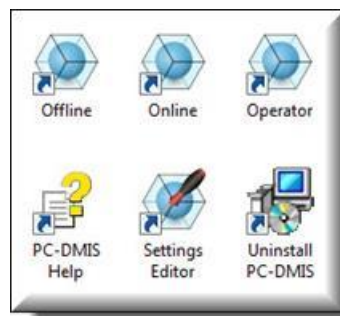 Offline Online Operator
PC-DMIS Help
Settings Editor
Uninstall PC-DMIS